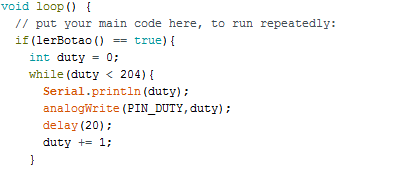 void loop() {
// put your main code here, to run repeatedly:
if(lerBotao() == true){
int duty = 0;
while(duty < 204){
Serial.println(duty);
analogWrite(PIN_DUTY,duty);
delay(20);
duty += 1;
}